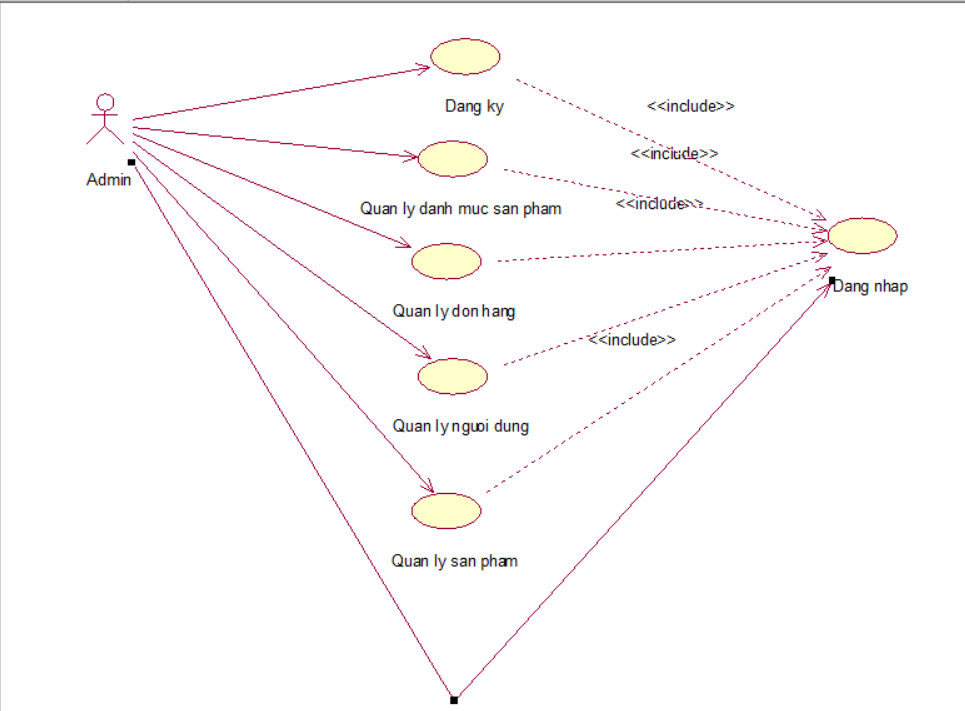 Dang ky
<<include>>
<<include>>
Admin
Quan ly danh muc san pham
<<include>>
Dang nhap
Quan ly don hang
<<include>>
Quan ly nguoi dung
Quan ly san pham